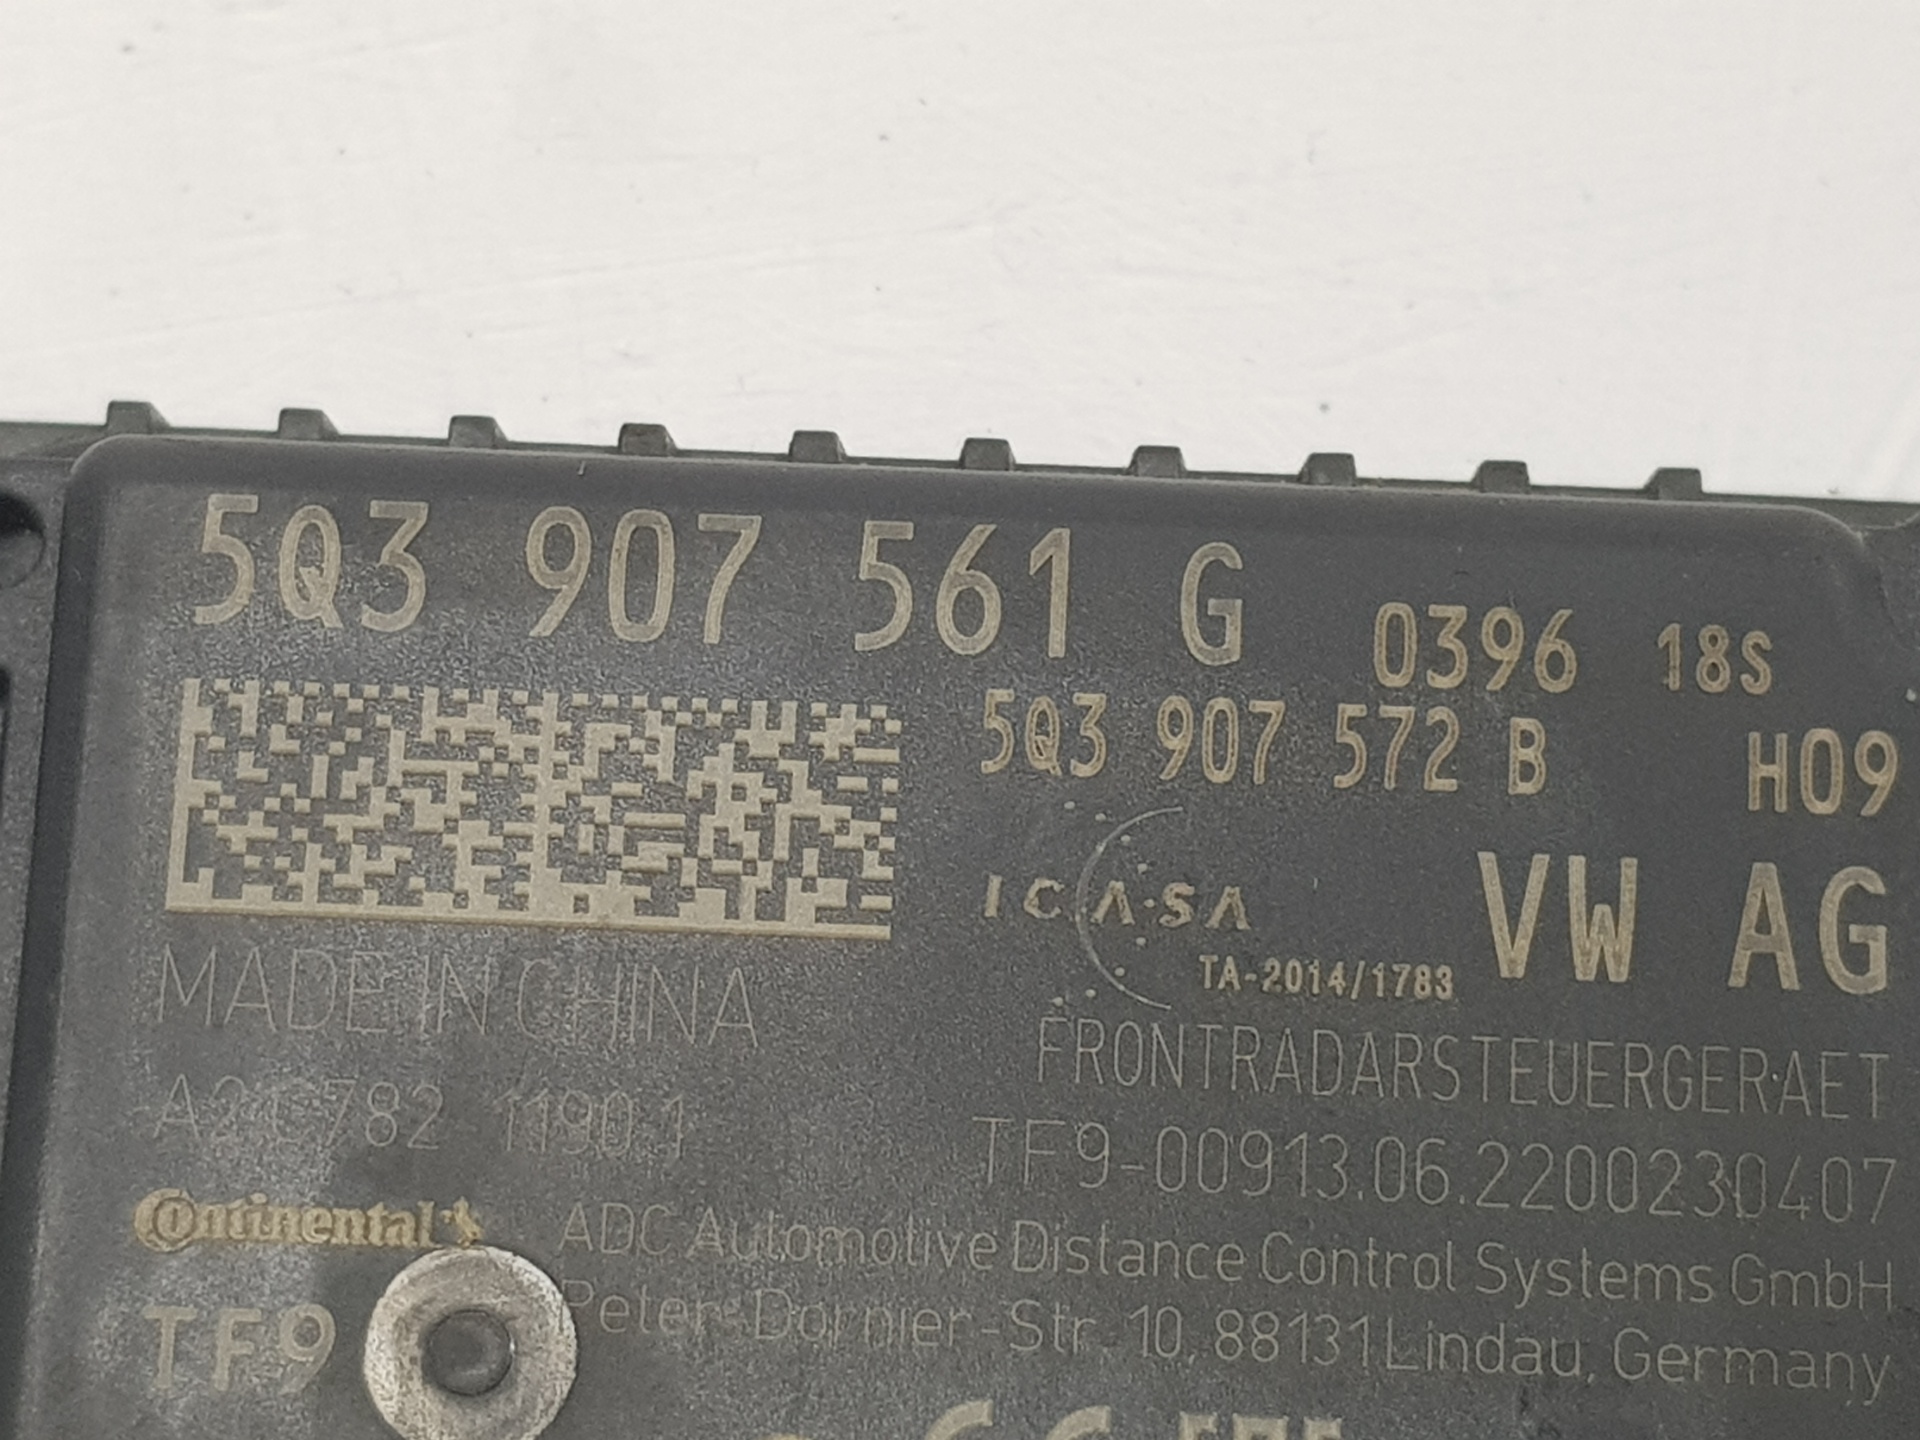 5Q3 907 561 G 0396 18S
5Q3 907 572 B H09
ICASA VW AG
TA-2014/1783
MADE IN CHINA
FRONTRADARSTEUERGERAET
A2C782 11901
TF9-00913.06.2200230407
Continental
ADC Automotive Distance Control Systems GmbH
Peter-Dornier-Str. 10, 88131 Lindau, Germany
TF9